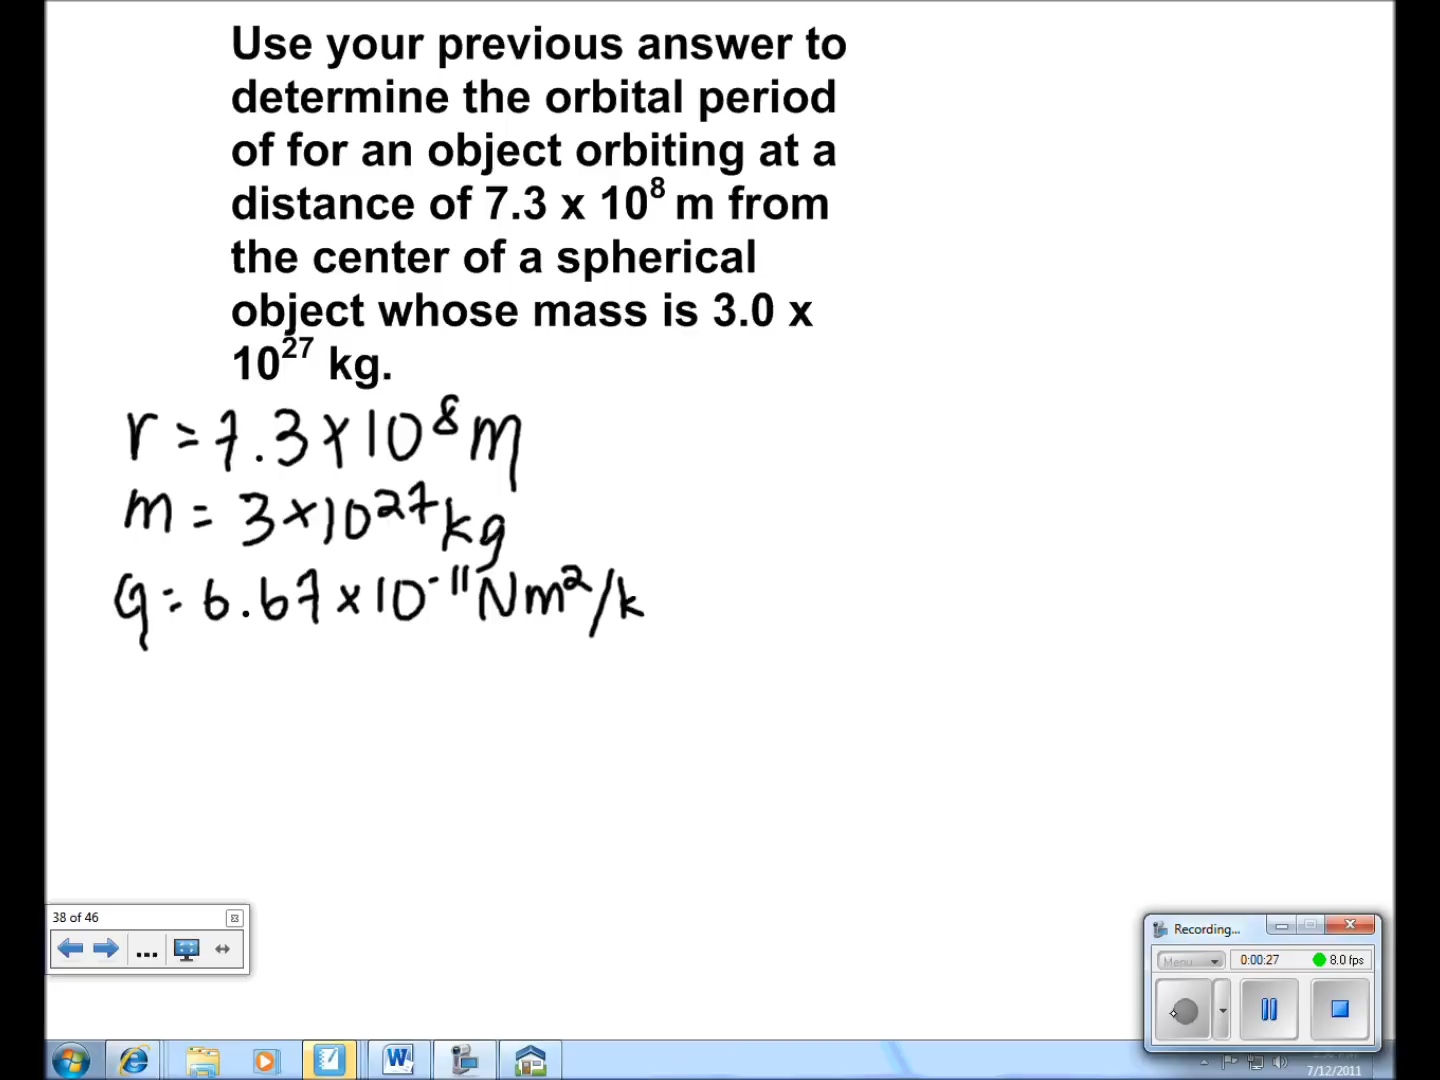 Use your previous answer to
determine the orbital period
of for an object orbiting at a
distance of 7.3 x 10⁸ m from
the center of a spherical
object whose mass is 3.0 x
10²⁷ kg.
r = 7.3 x 10⁸ m
m = 3 x 10²⁷ kg
G = 6.67 x 10⁻¹¹ Nm²/k
38 of 46
...
Recording...
Menu
0:00:27
8.0 fps
7/12/2011